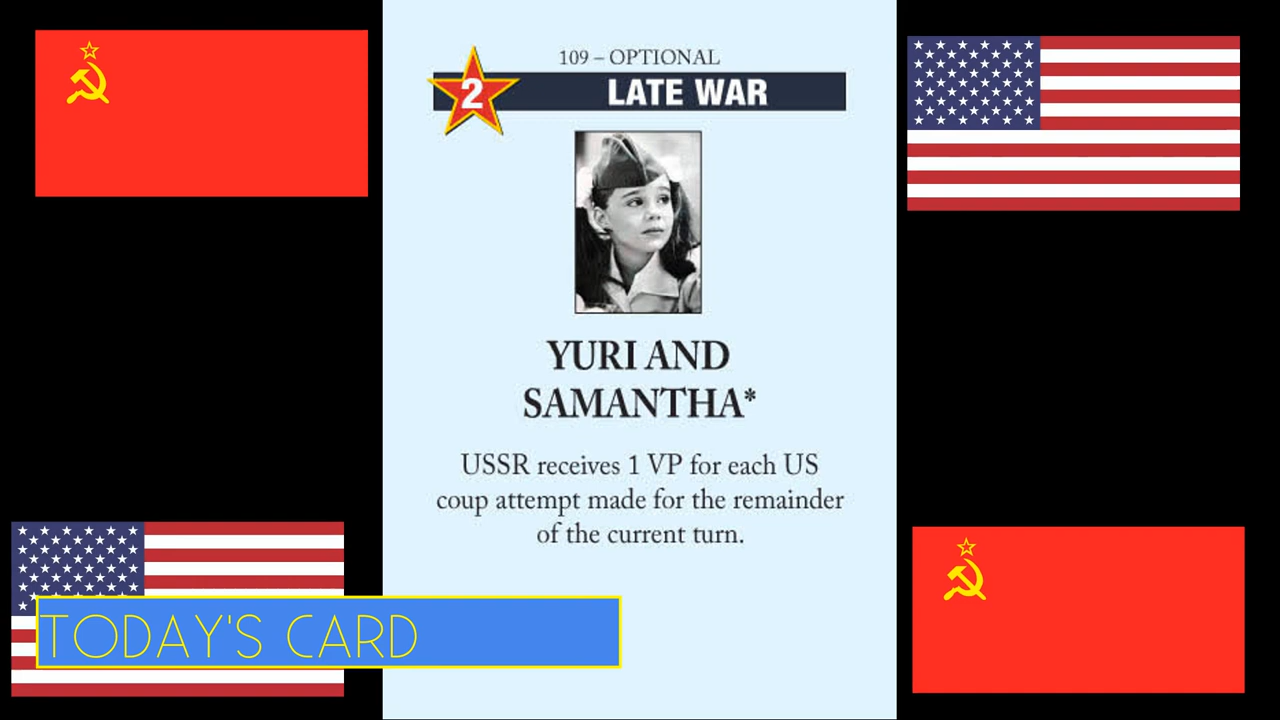 109 – OPTIONAL
2
LATE WAR
YURI AND
SAMANTHA*
USSR receives 1 VP for each US
coup attempt made for the remainder
of the current turn.
TODAY'S CARD